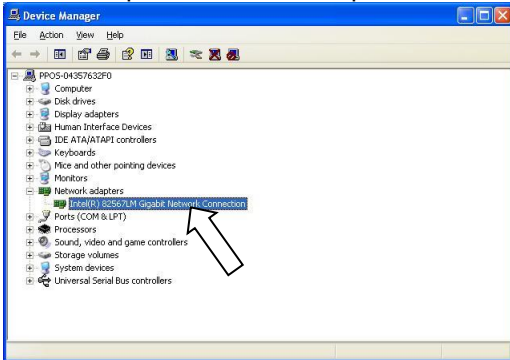 Device Manager
File Action View Help
PPOS-04357632F0
Computer
Disk drives
Display adapters
Human Interface Devices
IDE ATA/ATAPI controllers
Keyboards
Mice and other pointing devices
Monitors
Network adapters
Intel(R) 82567LM Gigabit Network Connection
Ports (COM & LPT)
Processors
Sound, video and game controllers
Storage volumes
System devices
Universal Serial Bus controllers